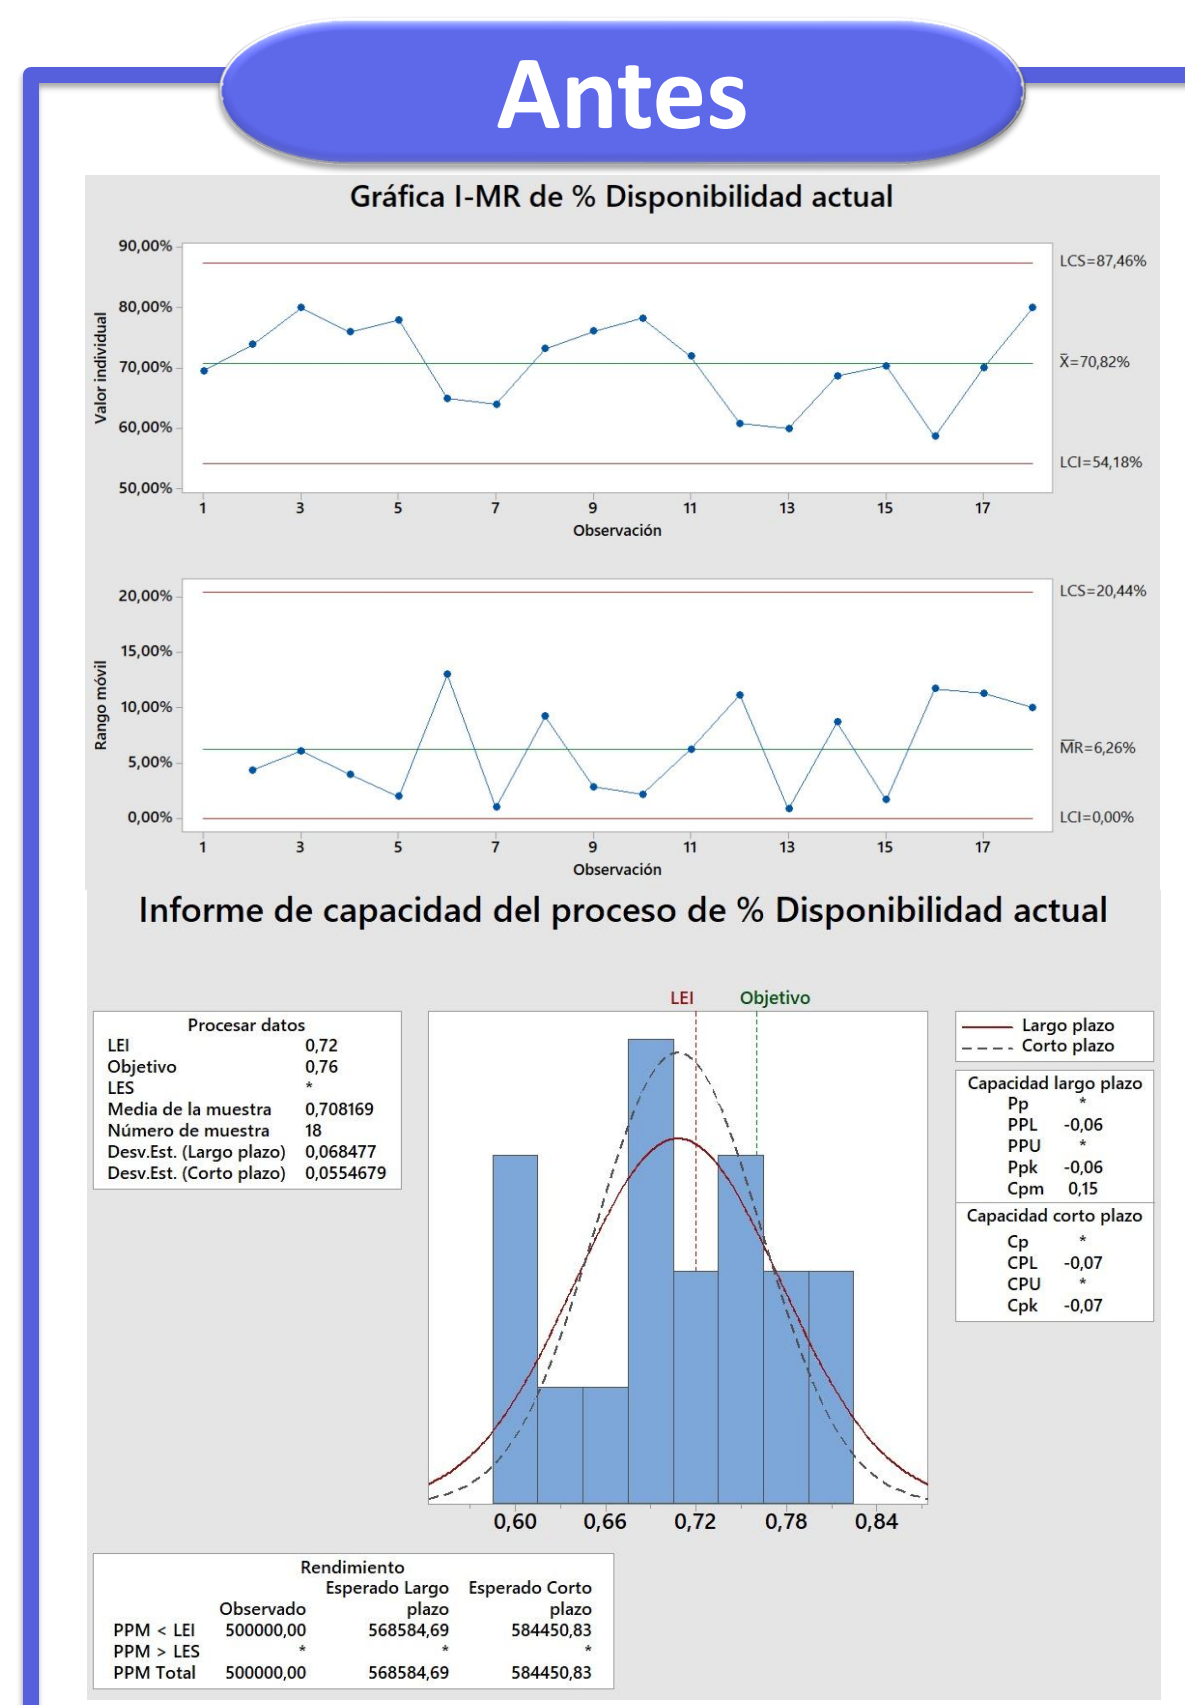 Antes
Gráfica I-MR de % Disponibilidad actual
90,00%
80,00%
70,00%
60,00%
50,00%
Valor individual
LCS=87,46%
X̄=70,82%
LCI=54,18%
1 3 5 7 9 11 13 15 17
Observación
20,00%
15,00%
10,00%
5,00%
0,00%
Rango móvil
LCS=20,44%
M̅R̅=6,26%
LCI=0,00%
1 3 5 7 9 11 13 15 17
Observación
Informe de capacidad del proceso de % Disponibilidad actual
LEI Objetivo
Procesar datos
LEI 0,72
Objetivo 0,76
LES *
Media de la muestra 0,708169
Número de muestra 18
Desv.Est. (Largo plazo) 0,068477
Desv.Est. (Corto plazo) 0,0554679
Largo plazo
Corto plazo
Capacidad largo plazo
Pp *
PPL -0,06
PPU *
Ppk -0,06
Cpm 0,15
Capacidad corto plazo
Cp *
CPL -0,07
CPU *
Cpk -0,07
0,60 0,66 0,72 0,78 0,84
Rendimiento
Esperado Largo Esperado Corto
Observado plazo plazo
PPM < LEI 500000,00 568584,69 584450,83
PPM > LES * * *
PPM Total 500000,00 568584,69 584450,83